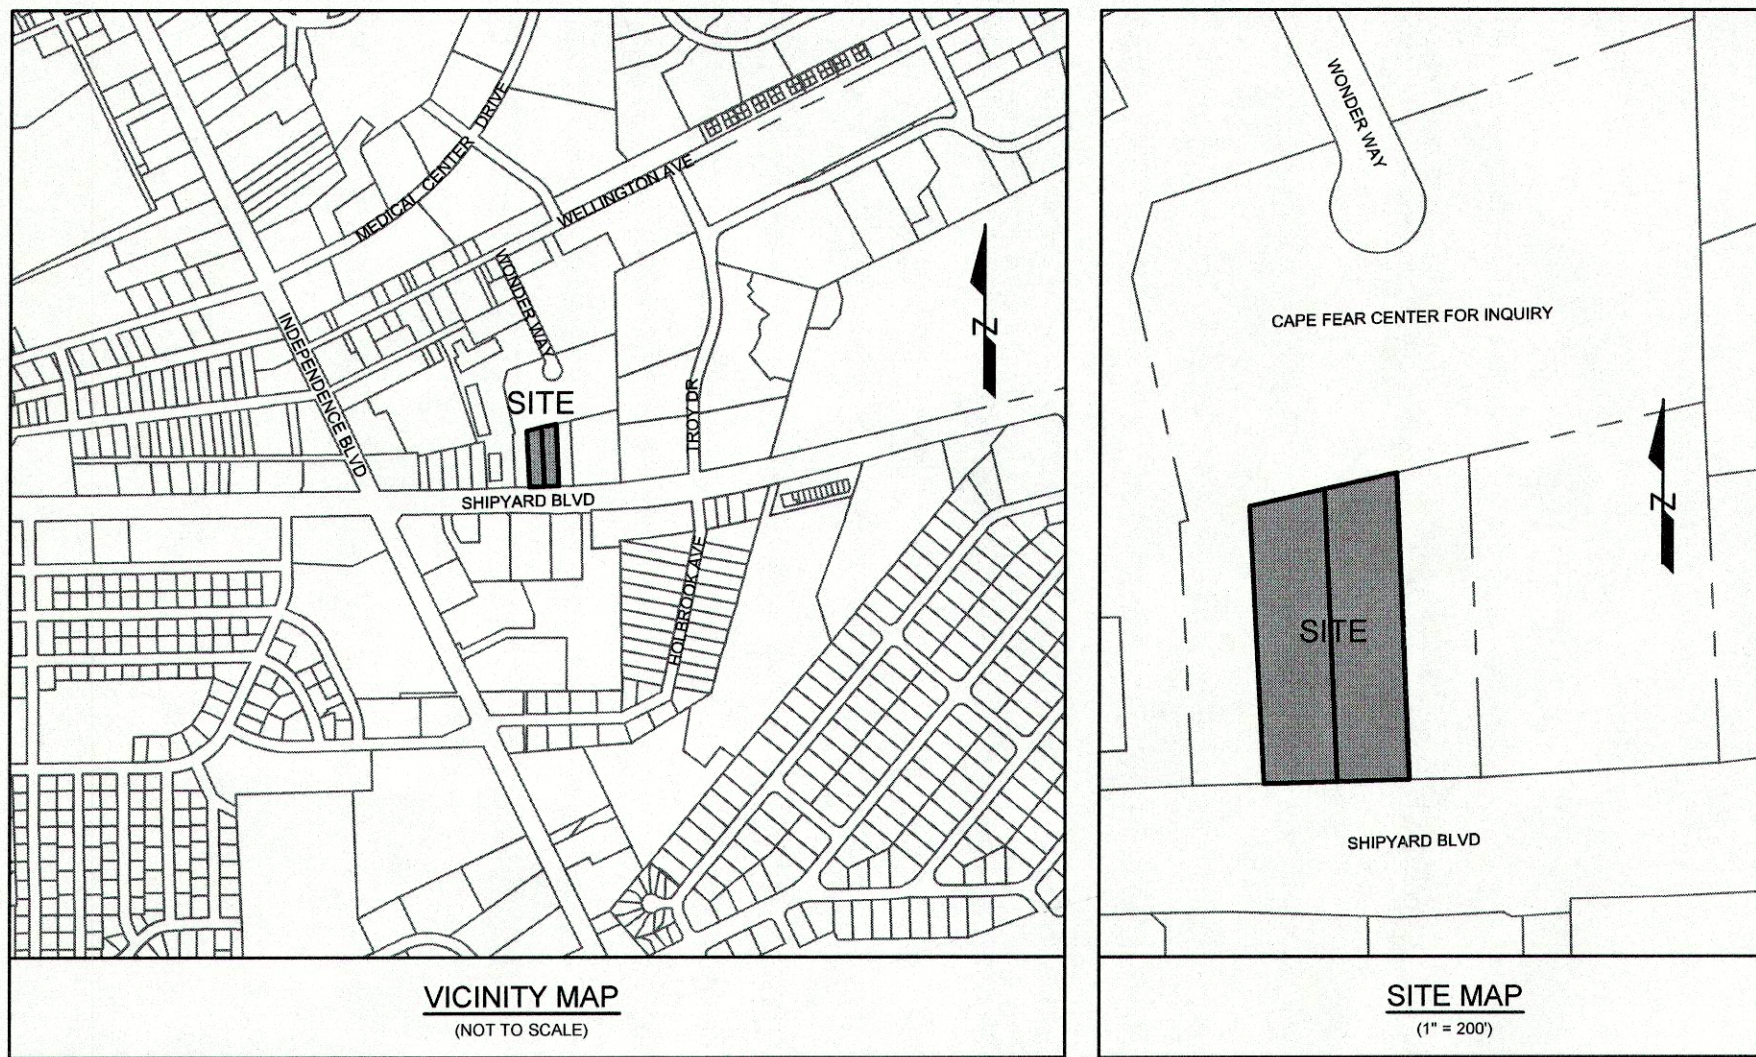 MEDICAL CENTER DRIVE
WELLINGTON AVE
WONDER WAY
INDEPENDENCE BLVD
SITE
TROY DR
SHIPYARD BLVD
HOLBROOK AVE
N
VICINITY MAP
(NOT TO SCALE)
WONDER WAY
CAPE FEAR CENTER FOR INQUIRY
N
SITE
SHIPYARD BLVD
SITE MAP
(1" = 200')